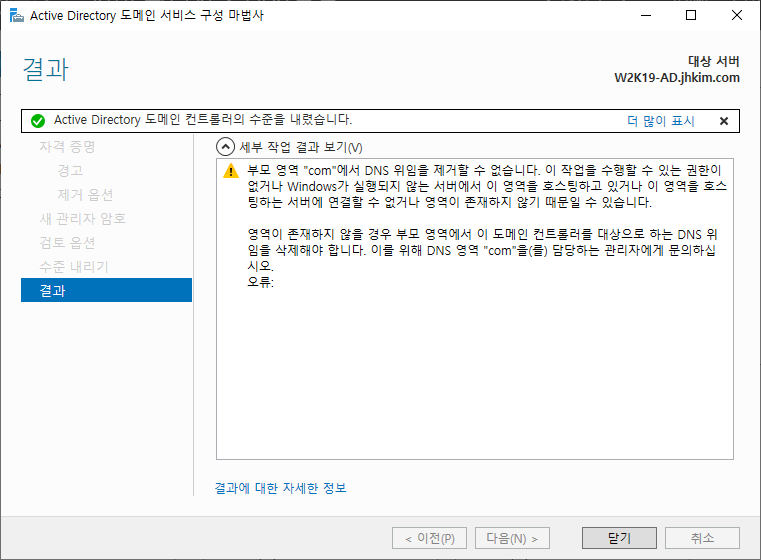 Active Directory 도메인 서비스 구성 마법사
결과
대상 서버
W2K19-AD.jhkim.com
Active Directory 도메인 컨트롤러의 수준을 내렸습니다.
더 많이 표시
자격 증명
경고
제거 옵션
새 관리자 암호
검토 옵션
수준 내리기
결과
세부 작업 결과 보기(V)
부모 영역 "com"에서 DNS 위임을 제거할 수 없습니다. 이 작업을 수행할 수 있는 권한이
없거나 Windows가 실행되지 않는 서버에서 이 영역을 호스팅하고 있거나 이 영역을 호스
팅하는 서버에 연결할 수 없거나 영역이 존재하지 않기 때문일 수 있습니다.
영역이 존재하지 않을 경우 부모 영역에서 이 도메인 컨트롤러를 대상으로 하는 DNS 위
임을 삭제해야 합니다. 이를 위해 DNS 영역 "com"을(를) 담당하는 관리자에게 문의하십
시오.
오류:
결과에 대한 자세한 정보
< 이전(P)
다음(N) >
닫기
취소